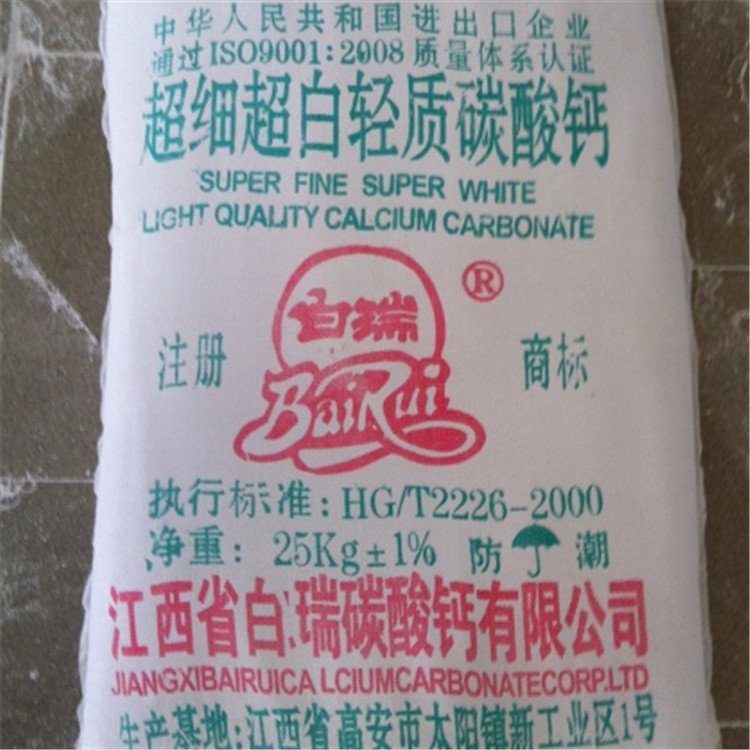 中华人民共和国进出口企业
通过ISO9001:2008质量体系认证
超细超白轻质碳酸钙
SUPER FINE SUPER WHITE
LIGHT QUALITY CALCIUM CARBONATE
白瑞 ®
注册 商标
BaiRui
执行标准:HG/T2226-2000
净重: 25Kg±1% 防潮
江西省白瑞碳酸钙有限公司
JIANGXIBAIRUICA LCIUMCARBONATECORP.LTD
生产基地:江西省高安市太阳镇新工业区1号